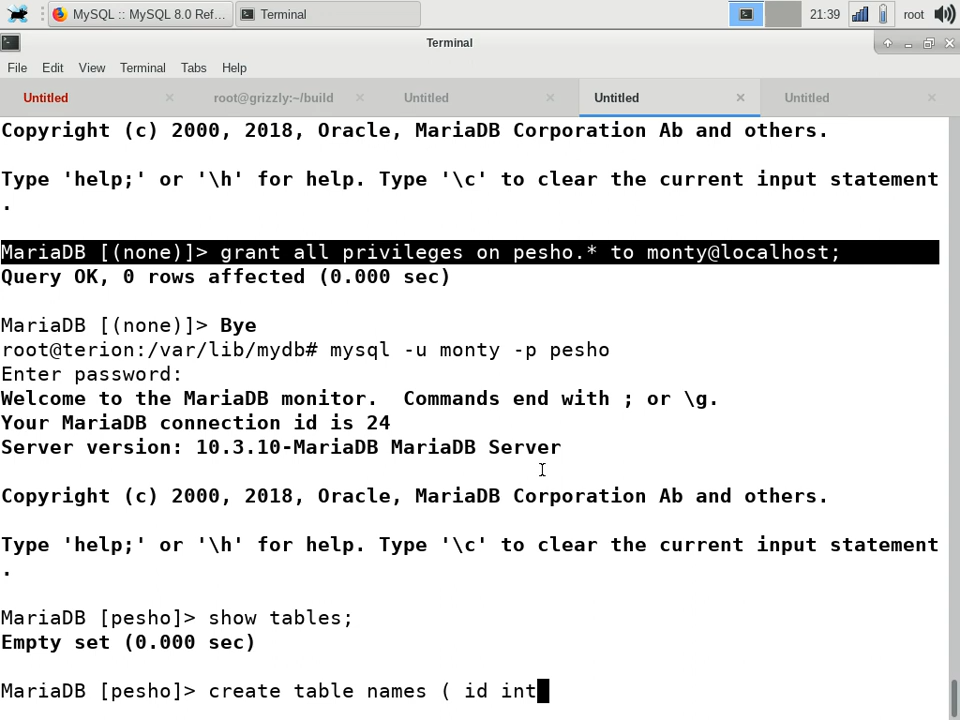 MySQL :: MySQL 8.0 Ref...
Terminal
21:39
root
Terminal
File Edit View Terminal Tabs Help
Untitled
root@grizzly:~/build
Untitled
Untitled
Untitled
Copyright (c) 2000, 2018, Oracle, MariaDB Corporation Ab and others.
Type 'help;' or '\h' for help. Type '\c' to clear the current input statement
.
MariaDB [(none)]> grant all privileges on pesho.* to monty@localhost;
Query OK, 0 rows affected (0.000 sec)
MariaDB [(none)]> Bye
root@terion:/var/lib/mydb# mysql -u monty -p pesho
Enter password:
Welcome to the MariaDB monitor.  Commands end with ; or \g.
Your MariaDB connection id is 24
Server version: 10.3.10-MariaDB MariaDB Server
Copyright (c) 2000, 2018, Oracle, MariaDB Corporation Ab and others.
Type 'help;' or '\h' for help. Type '\c' to clear the current input statement
.
MariaDB [pesho]> show tables;
Empty set (0.000 sec)
MariaDB [pesho]> create table names ( id int